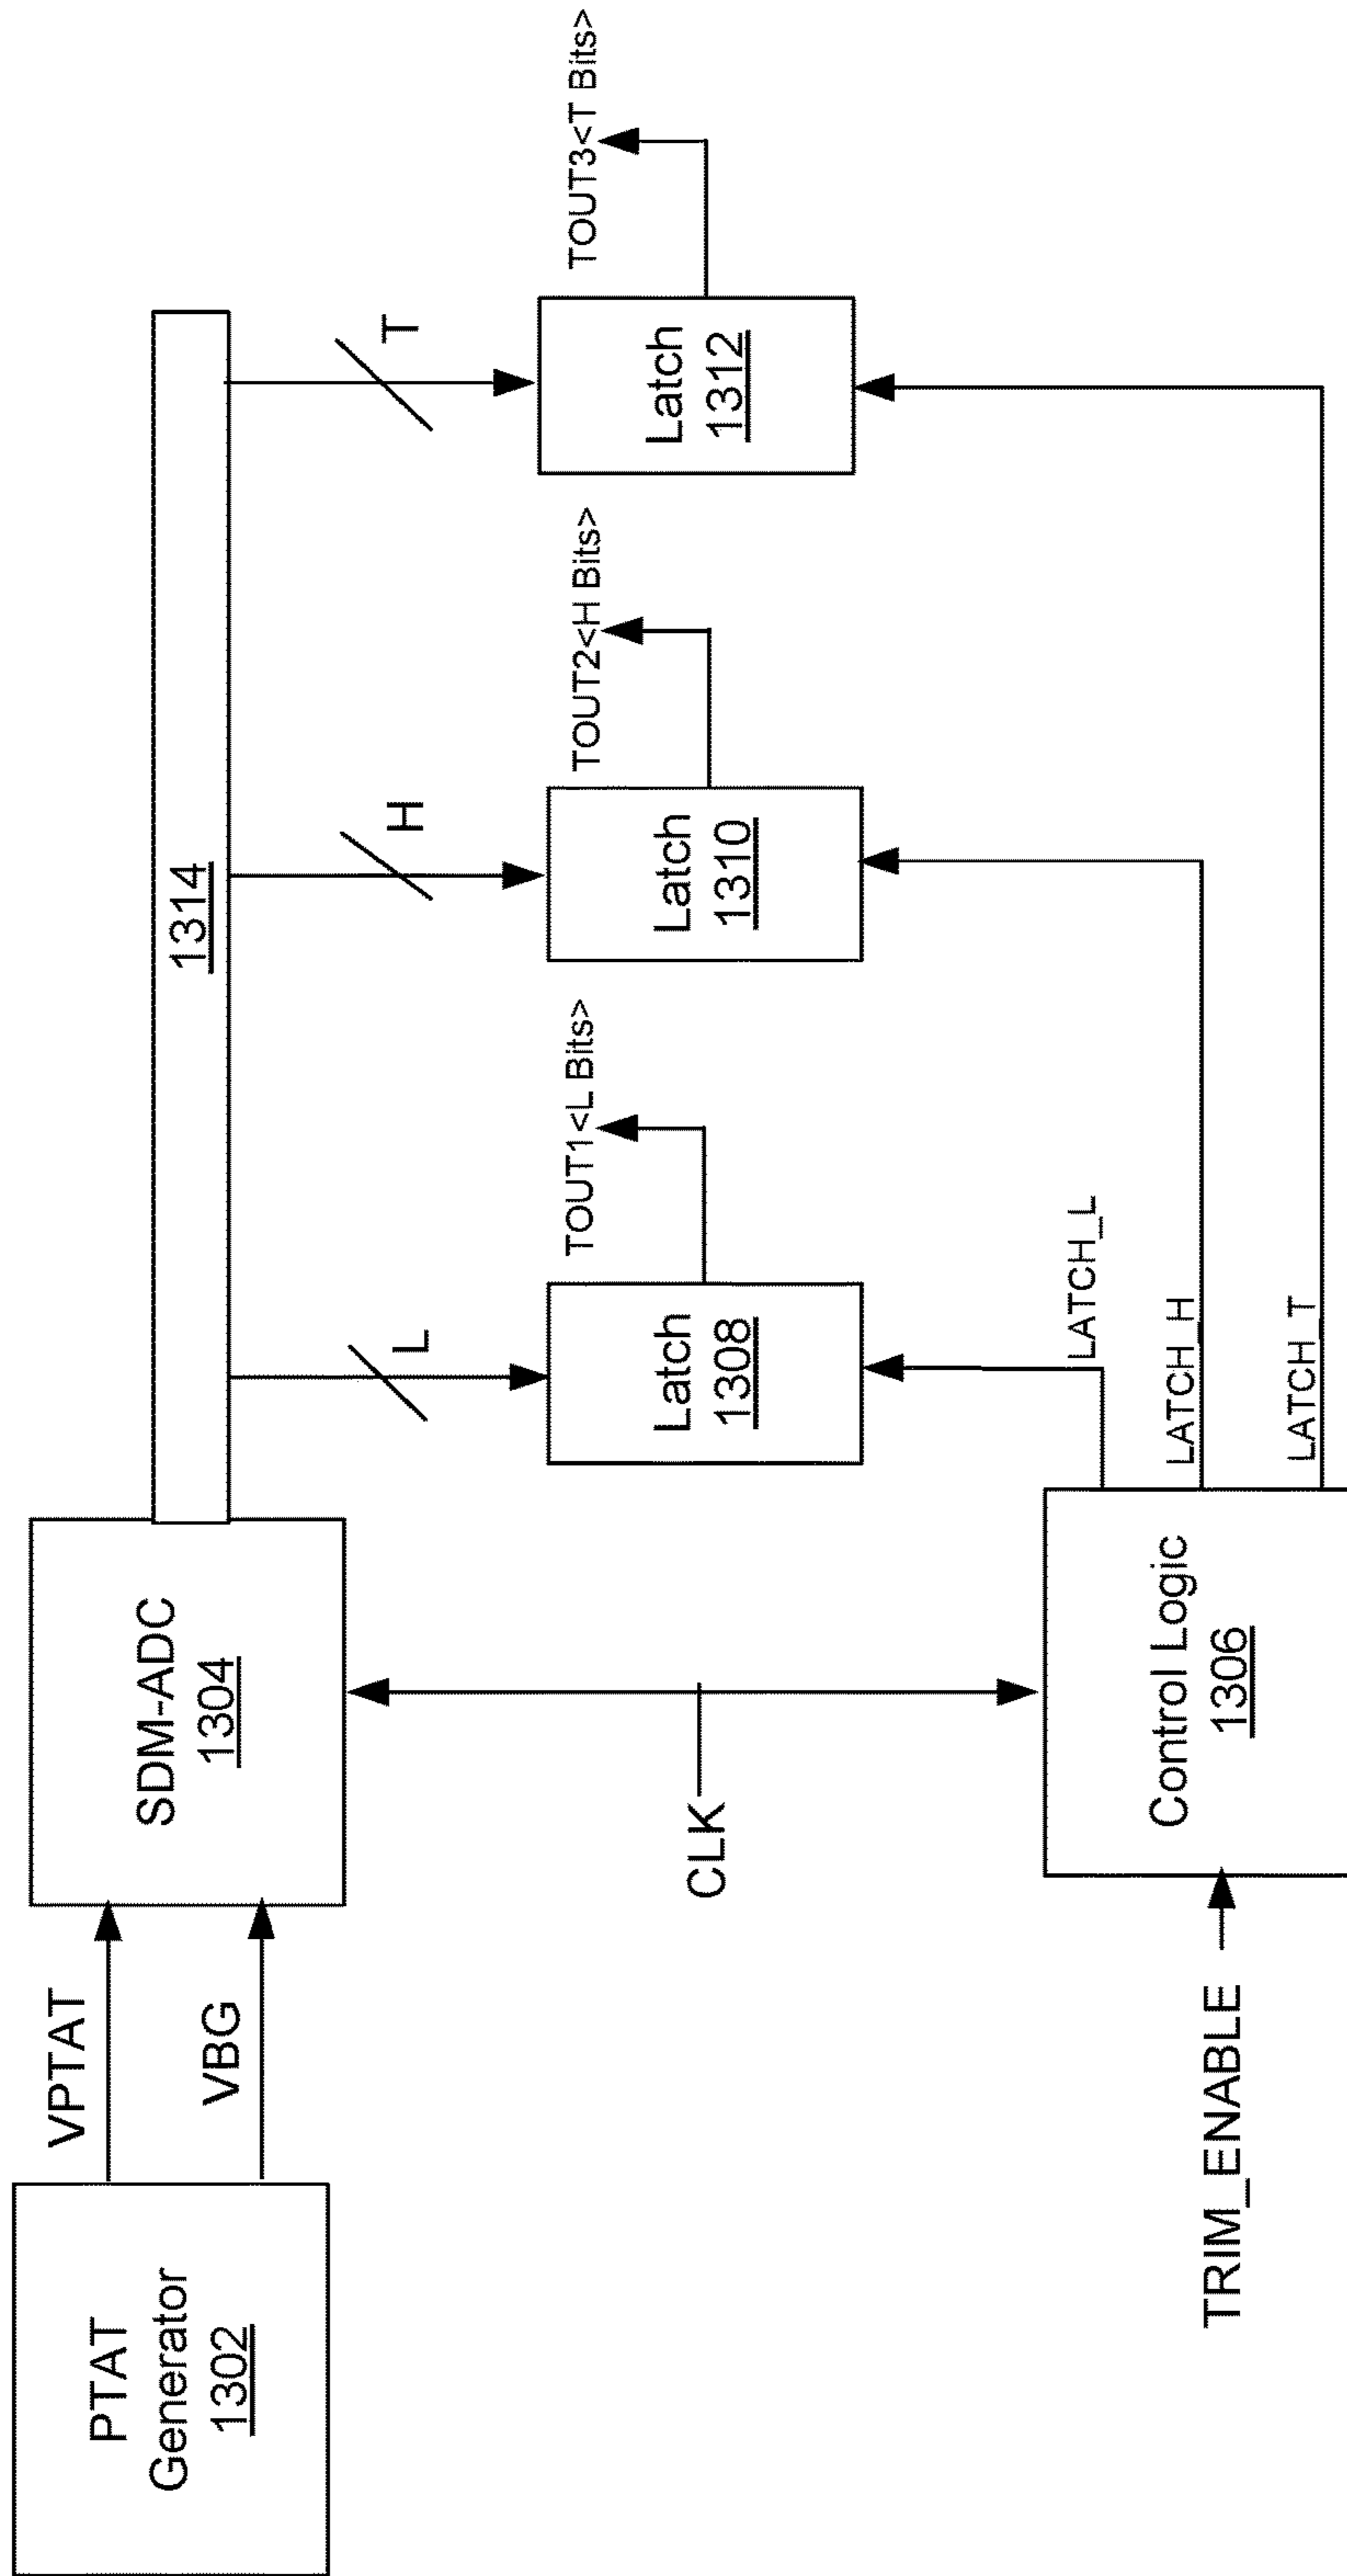 PTAT
Generator
1302
VPTAT
VBG
SDM-ADC
1304
1314
L
H
T
TOUT1<L Bits>
TOUT2<H Bits>
TOUT3<T Bits>
Latch
1308
Latch
1310
Latch
1312
CLK
LATCH_L
LATCH_H
LATCH_T
TRIM_ENABLE
Control Logic
1306